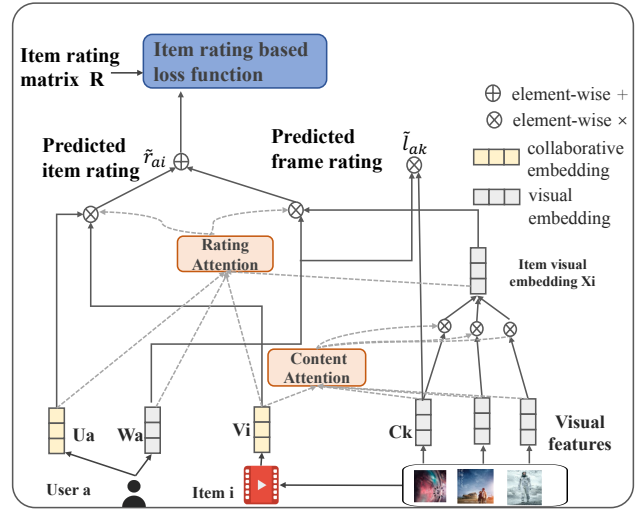 Item rating based
loss function
Item rating
matrix R
element-wise +
element-wise ×
collaborative
embedding
visual
embedding
Predicted
item rating
r̃ai
Predicted
frame rating
l̃ak
Rating
Attention
Item visual
embedding Xi
Content
Attention
Ua
Wa
Vi
Ck
Visual
features
User a
Item i